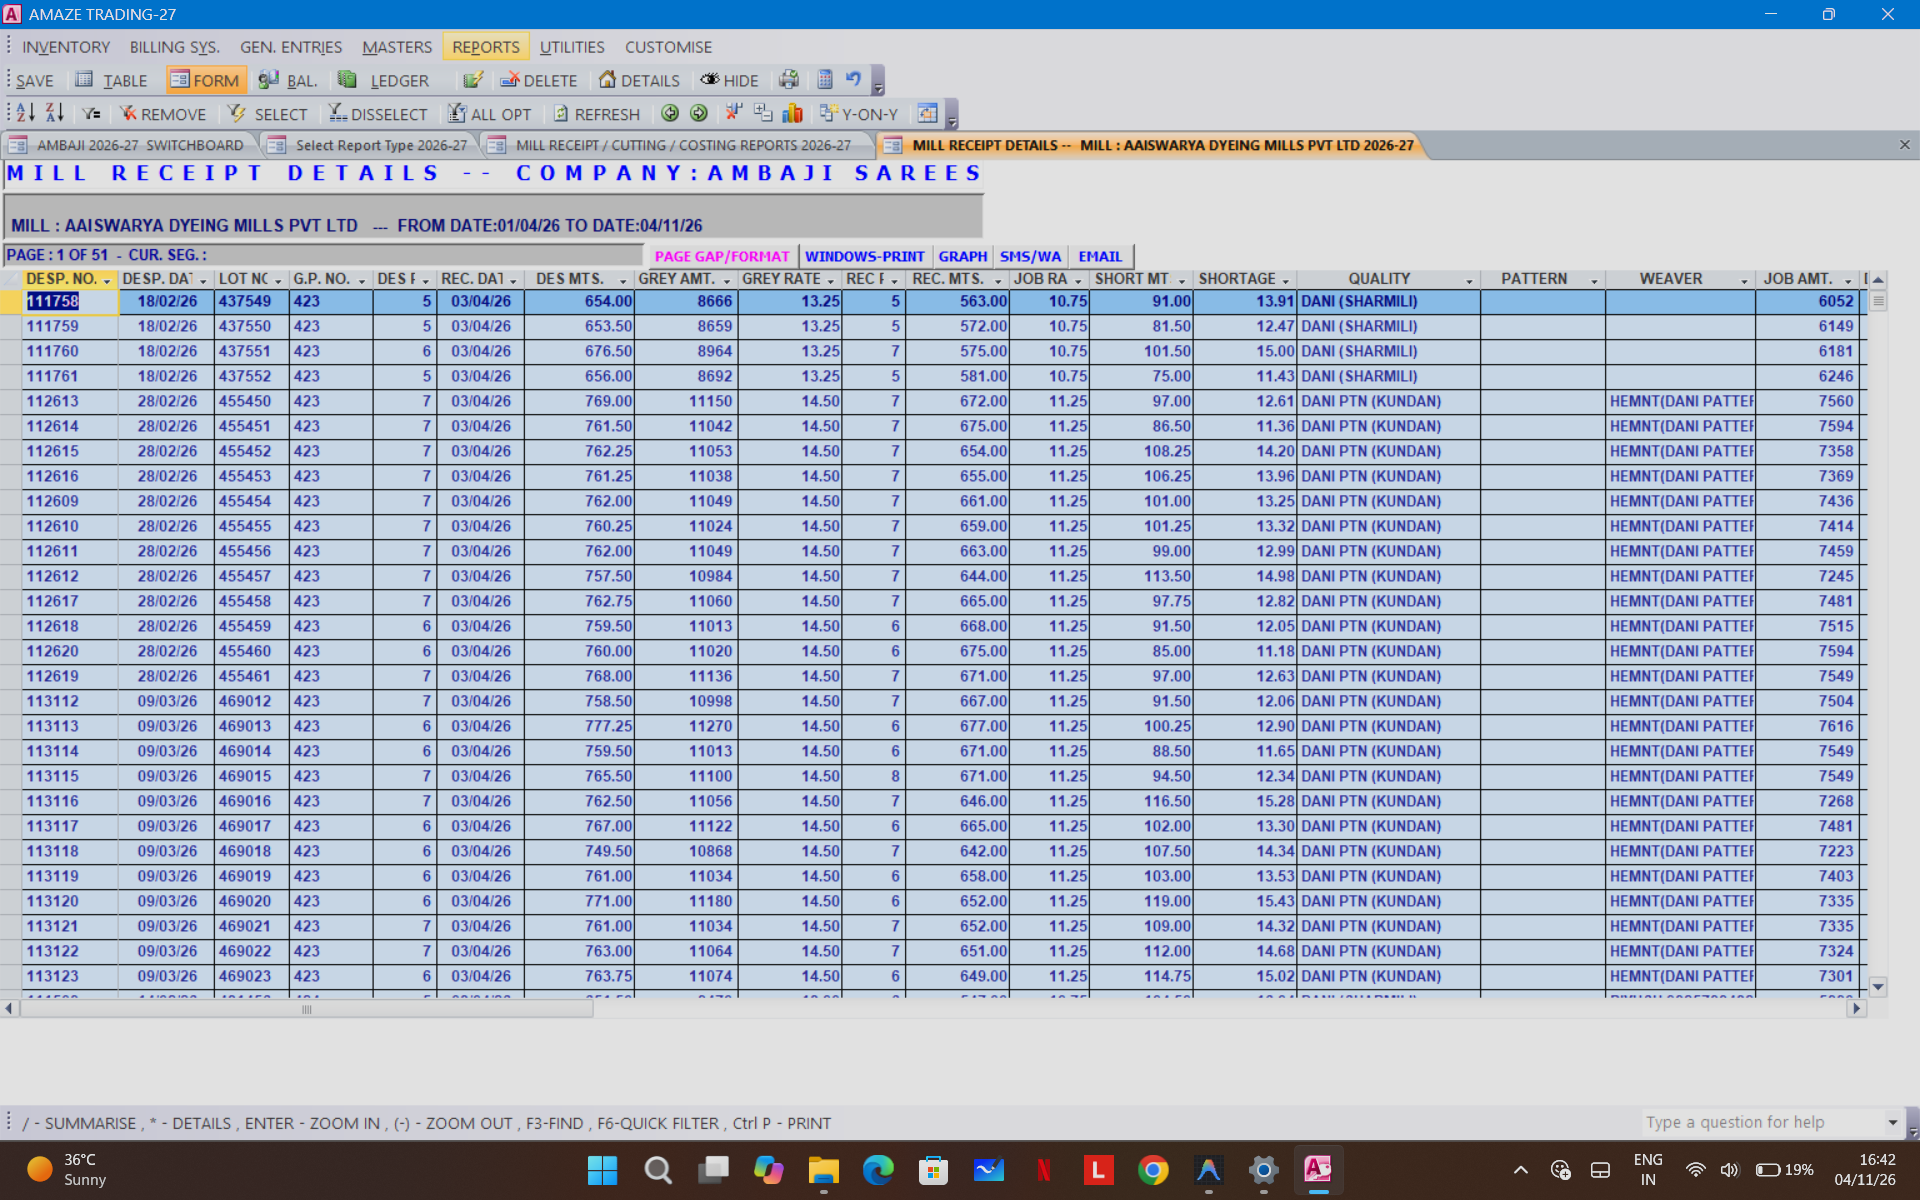 AMAZE TRADING-27
INVENTORY BILLING SYS. GEN. ENTRIES MASTERS REPORTS UTILITIES CUSTOMISE
SAVE TABLE FORM BAL. LEDGER DELETE DETAILS HIDE
REMOVE SELECT DISSELECT ALL OPT REFRESH Y-ON-Y
AMBAJI 2026-27 SWITCHBOARD Select Report Type 2026-27 MILL RECEIPT / CUTTING / COSTING REPORTS 2026-27 MILL RECEIPT DETAILS -- MILL : AAISWARYA DYEING MILLS PVT LTD 2026-27
MILL RECEIPT DETAILS -- COMPANY:AMBAJI SAREES
MILL : AAISWARYA DYEING MILLS PVT LTD --- FROM DATE:01/04/26 TO DATE:04/11/26
PAGE : 1 OF 51 - CUR. SEG. : PAGE GAP/FORMAT WINDOWS-PRINT GRAPH SMS/WA EMAIL
DESP. NO. DESP. DAT LOT NO G.P. NO. DES P REC. DAT DES MTS. GREY AMT. GREY RATE REC P REC. MTS. JOB RA SHORT MT SHORTAGE QUALITY PATTERN WEAVER JOB AMT.
111758 18/02/26 437549 423 5 03/04/26 654.00 8666 13.25 5 563.00 10.75 91.00 13.91 DANI (SHARMILI) 6052
111759 18/02/26 437550 423 5 03/04/26 653.50 8659 13.25 5 572.00 10.75 81.50 12.47 DANI (SHARMILI) 6149
111760 18/02/26 437551 423 6 03/04/26 676.50 8964 13.25 7 575.00 10.75 101.50 15.00 DANI (SHARMILI) 6181
111761 18/02/26 437552 423 5 03/04/26 656.00 8692 13.25 5 581.00 10.75 75.00 11.43 DANI (SHARMILI) 6246
112613 28/02/26 455450 423 7 03/04/26 769.00 11150 14.50 7 672.00 11.25 97.00 12.61 DANI PTN (KUNDAN) HEMNT(DANI PATTER 7560
112614 28/02/26 455451 423 7 03/04/26 761.50 11042 14.50 7 675.00 11.25 86.50 11.36 DANI PTN (KUNDAN) HEMNT(DANI PATTER 7594
112615 28/02/26 455452 423 7 03/04/26 762.25 11053 14.50 7 654.00 11.25 108.25 14.20 DANI PTN (KUNDAN) HEMNT(DANI PATTER 7358
112616 28/02/26 455453 423 7 03/04/26 761.25 11038 14.50 7 655.00 11.25 106.25 13.96 DANI PTN (KUNDAN) HEMNT(DANI PATTER 7369
112609 28/02/26 455454 423 7 03/04/26 762.00 11049 14.50 7 661.00 11.25 101.00 13.25 DANI PTN (KUNDAN) HEMNT(DANI PATTER 7436
112610 28/02/26 455455 423 7 03/04/26 760.25 11024 14.50 7 659.00 11.25 101.25 13.32 DANI PTN (KUNDAN) HEMNT(DANI PATTER 7414
112611 28/02/26 455456 423 7 03/04/26 762.00 11049 14.50 7 663.00 11.25 99.00 12.99 DANI PTN (KUNDAN) HEMNT(DANI PATTER 7459
112612 28/02/26 455457 423 7 03/04/26 757.50 10984 14.50 7 644.00 11.25 113.50 14.98 DANI PTN (KUNDAN) HEMNT(DANI PATTER 7245
112617 28/02/26 455458 423 7 03/04/26 762.75 11060 14.50 7 665.00 11.25 97.75 12.82 DANI PTN (KUNDAN) HEMNT(DANI PATTER 7481
112618 28/02/26 455459 423 6 03/04/26 759.50 11013 14.50 6 668.00 11.25 91.50 12.05 DANI PTN (KUNDAN) HEMNT(DANI PATTER 7515
112620 28/02/26 455460 423 6 03/04/26 760.00 11020 14.50 6 675.00 11.25 85.00 11.18 DANI PTN (KUNDAN) HEMNT(DANI PATTER 7594
112619 28/02/26 455461 423 7 03/04/26 768.00 11136 14.50 7 671.00 11.25 97.00 12.63 DANI PTN (KUNDAN) HEMNT(DANI PATTER 7549
113112 09/03/26 469012 423 7 03/04/26 758.50 10998 14.50 7 667.00 11.25 91.50 12.06 DANI PTN (KUNDAN) HEMNT(DANI PATTER 7504
113113 09/03/26 469013 423 6 03/04/26 777.25 11270 14.50 6 677.00 11.25 100.25 12.90 DANI PTN (KUNDAN) HEMNT(DANI PATTER 7616
113114 09/03/26 469014 423 6 03/04/26 759.50 11013 14.50 6 671.00 11.25 88.50 11.65 DANI PTN (KUNDAN) HEMNT(DANI PATTER 7549
113115 09/03/26 469015 423 7 03/04/26 765.50 11100 14.50 8 671.00 11.25 94.50 12.34 DANI PTN (KUNDAN) HEMNT(DANI PATTER 7549
113116 09/03/26 469016 423 7 03/04/26 762.50 11056 14.50 7 646.00 11.25 116.50 15.28 DANI PTN (KUNDAN) HEMNT(DANI PATTER 7268
113117 09/03/26 469017 423 6 03/04/26 767.00 11122 14.50 6 665.00 11.25 102.00 13.30 DANI PTN (KUNDAN) HEMNT(DANI PATTER 7481
113118 09/03/26 469018 423 6 03/04/26 749.50 10868 14.50 7 642.00 11.25 107.50 14.34 DANI PTN (KUNDAN) HEMNT(DANI PATTER 7223
113119 09/03/26 469019 423 6 03/04/26 761.00 11034 14.50 6 658.00 11.25 103.00 13.53 DANI PTN (KUNDAN) HEMNT(DANI PATTER 7403
113120 09/03/26 469020 423 6 03/04/26 771.00 11180 14.50 6 652.00 11.25 119.00 15.43 DANI PTN (KUNDAN) HEMNT(DANI PATTER 7335
113121 09/03/26 469021 423 7 03/04/26 761.00 11034 14.50 7 652.00 11.25 109.00 14.32 DANI PTN (KUNDAN) HEMNT(DANI PATTER 7335
113122 09/03/26 469022 423 7 03/04/26 763.00 11064 14.50 7 651.00 11.25 112.00 14.68 DANI PTN (KUNDAN) HEMNT(DANI PATTER 7324
113123 09/03/26 469023 423 6 03/04/26 763.75 11074 14.50 6 649.00 11.25 114.75 15.02 DANI PTN (KUNDAN) HEMNT(DANI PATTER 7301
/ - SUMMARISE , * - DETAILS , ENTER - ZOOM IN , (-) - ZOOM OUT , F3-FIND , F6-QUICK FILTER , Ctrl P - PRINT Type a question for help
36°C
Sunny
ENG
IN
19%
16:42
04/11/26